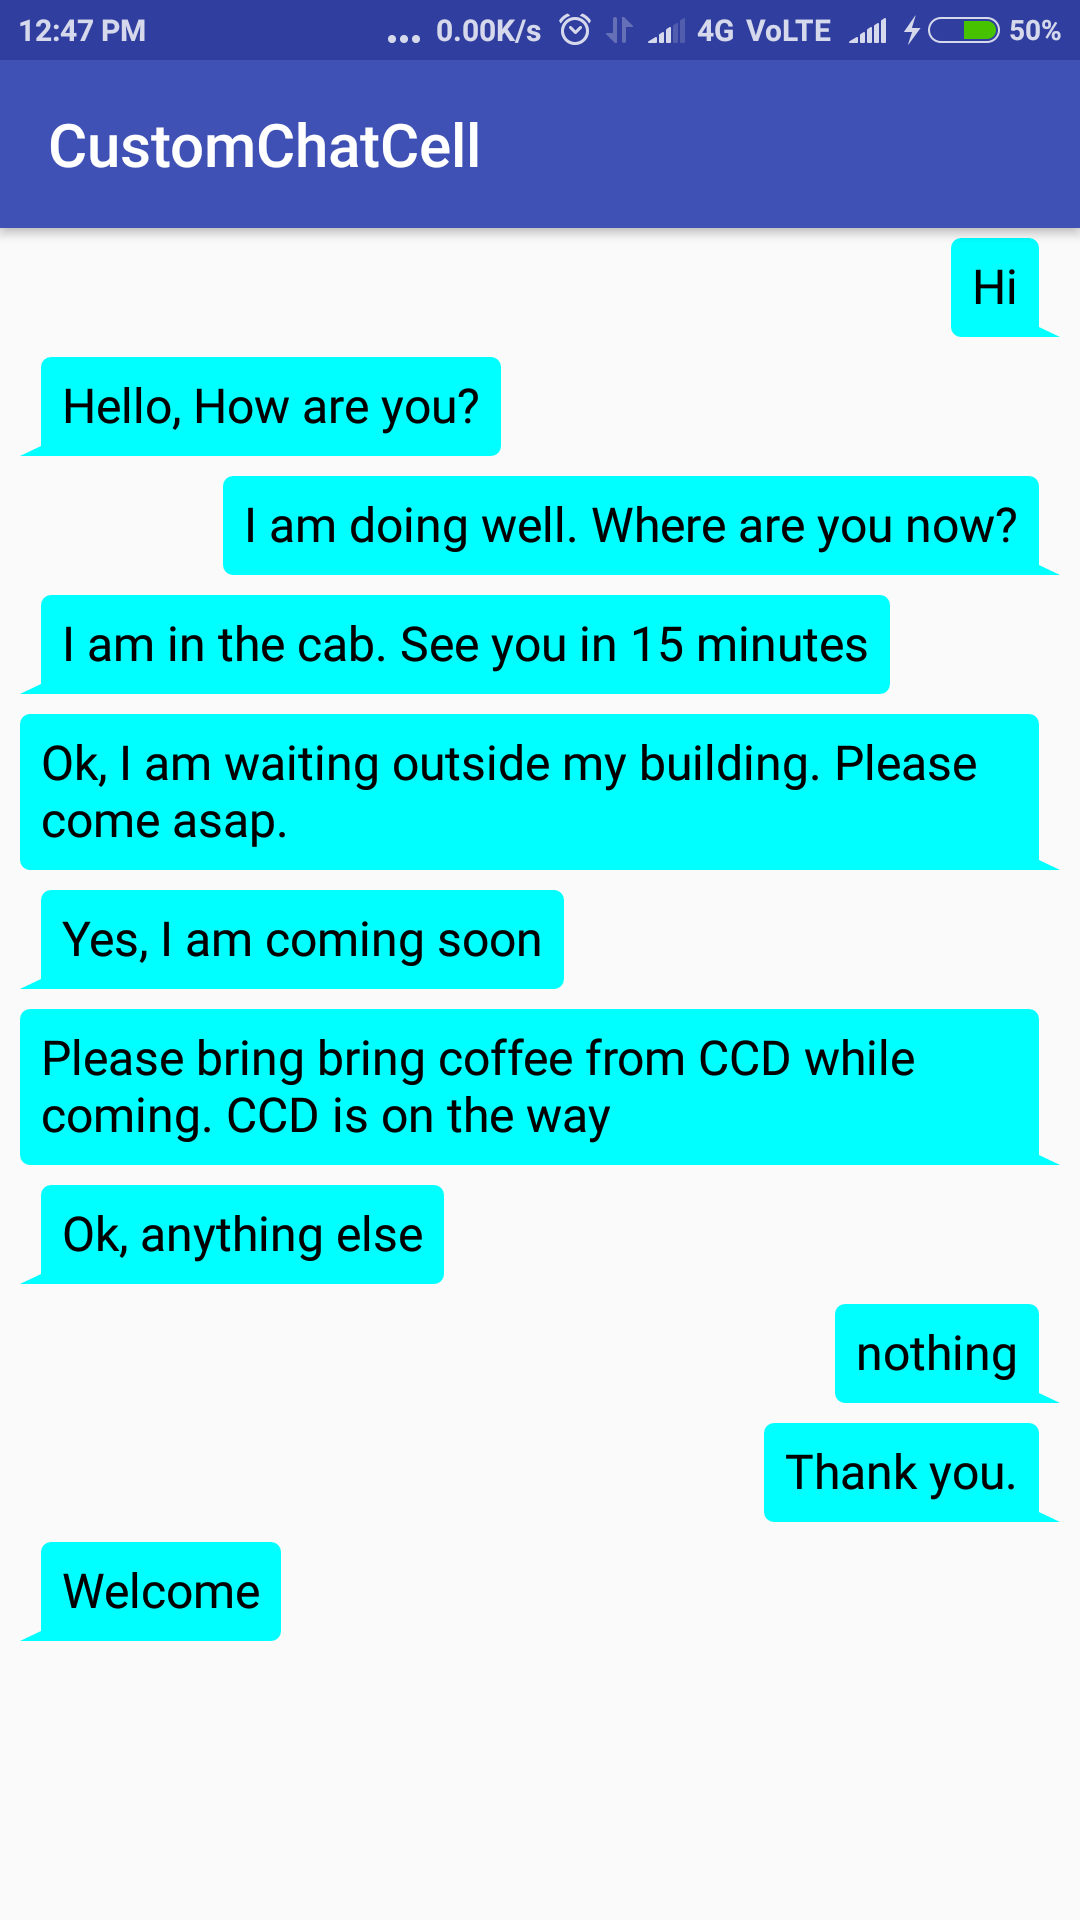 12:47 PM ... 0.00K/s 4G VoLTE 50%
CustomChatCell
Hi
Hello, How are you?
I am doing well. Where are you now?
I am in the cab. See you in 15 minutes
Ok, I am waiting outside my building. Please
come asap.
Yes, I am coming soon
Please bring bring coffee from CCD while
coming. CCD is on the way
Ok, anything else
nothing
Thank you.
Welcome